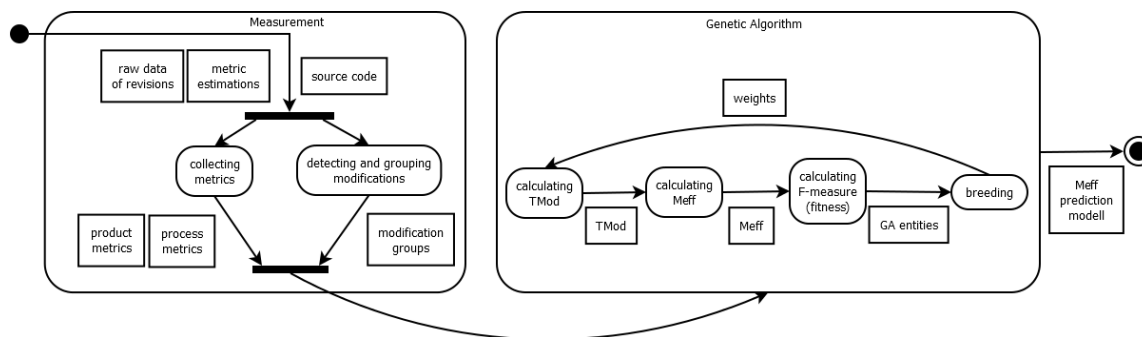 Measurement
raw data
of revisions
metric
estimations
source code
collecting
metrics
detecting and grouping
modifications
product
metrics
process
metrics
modification
groups
Genetic Algorithm
weights
calculating
TMod
calculating
Meff
calculating
F-measure
(fitness)
breeding
TMod
Meff
GA entities
Meff
prediction
modell